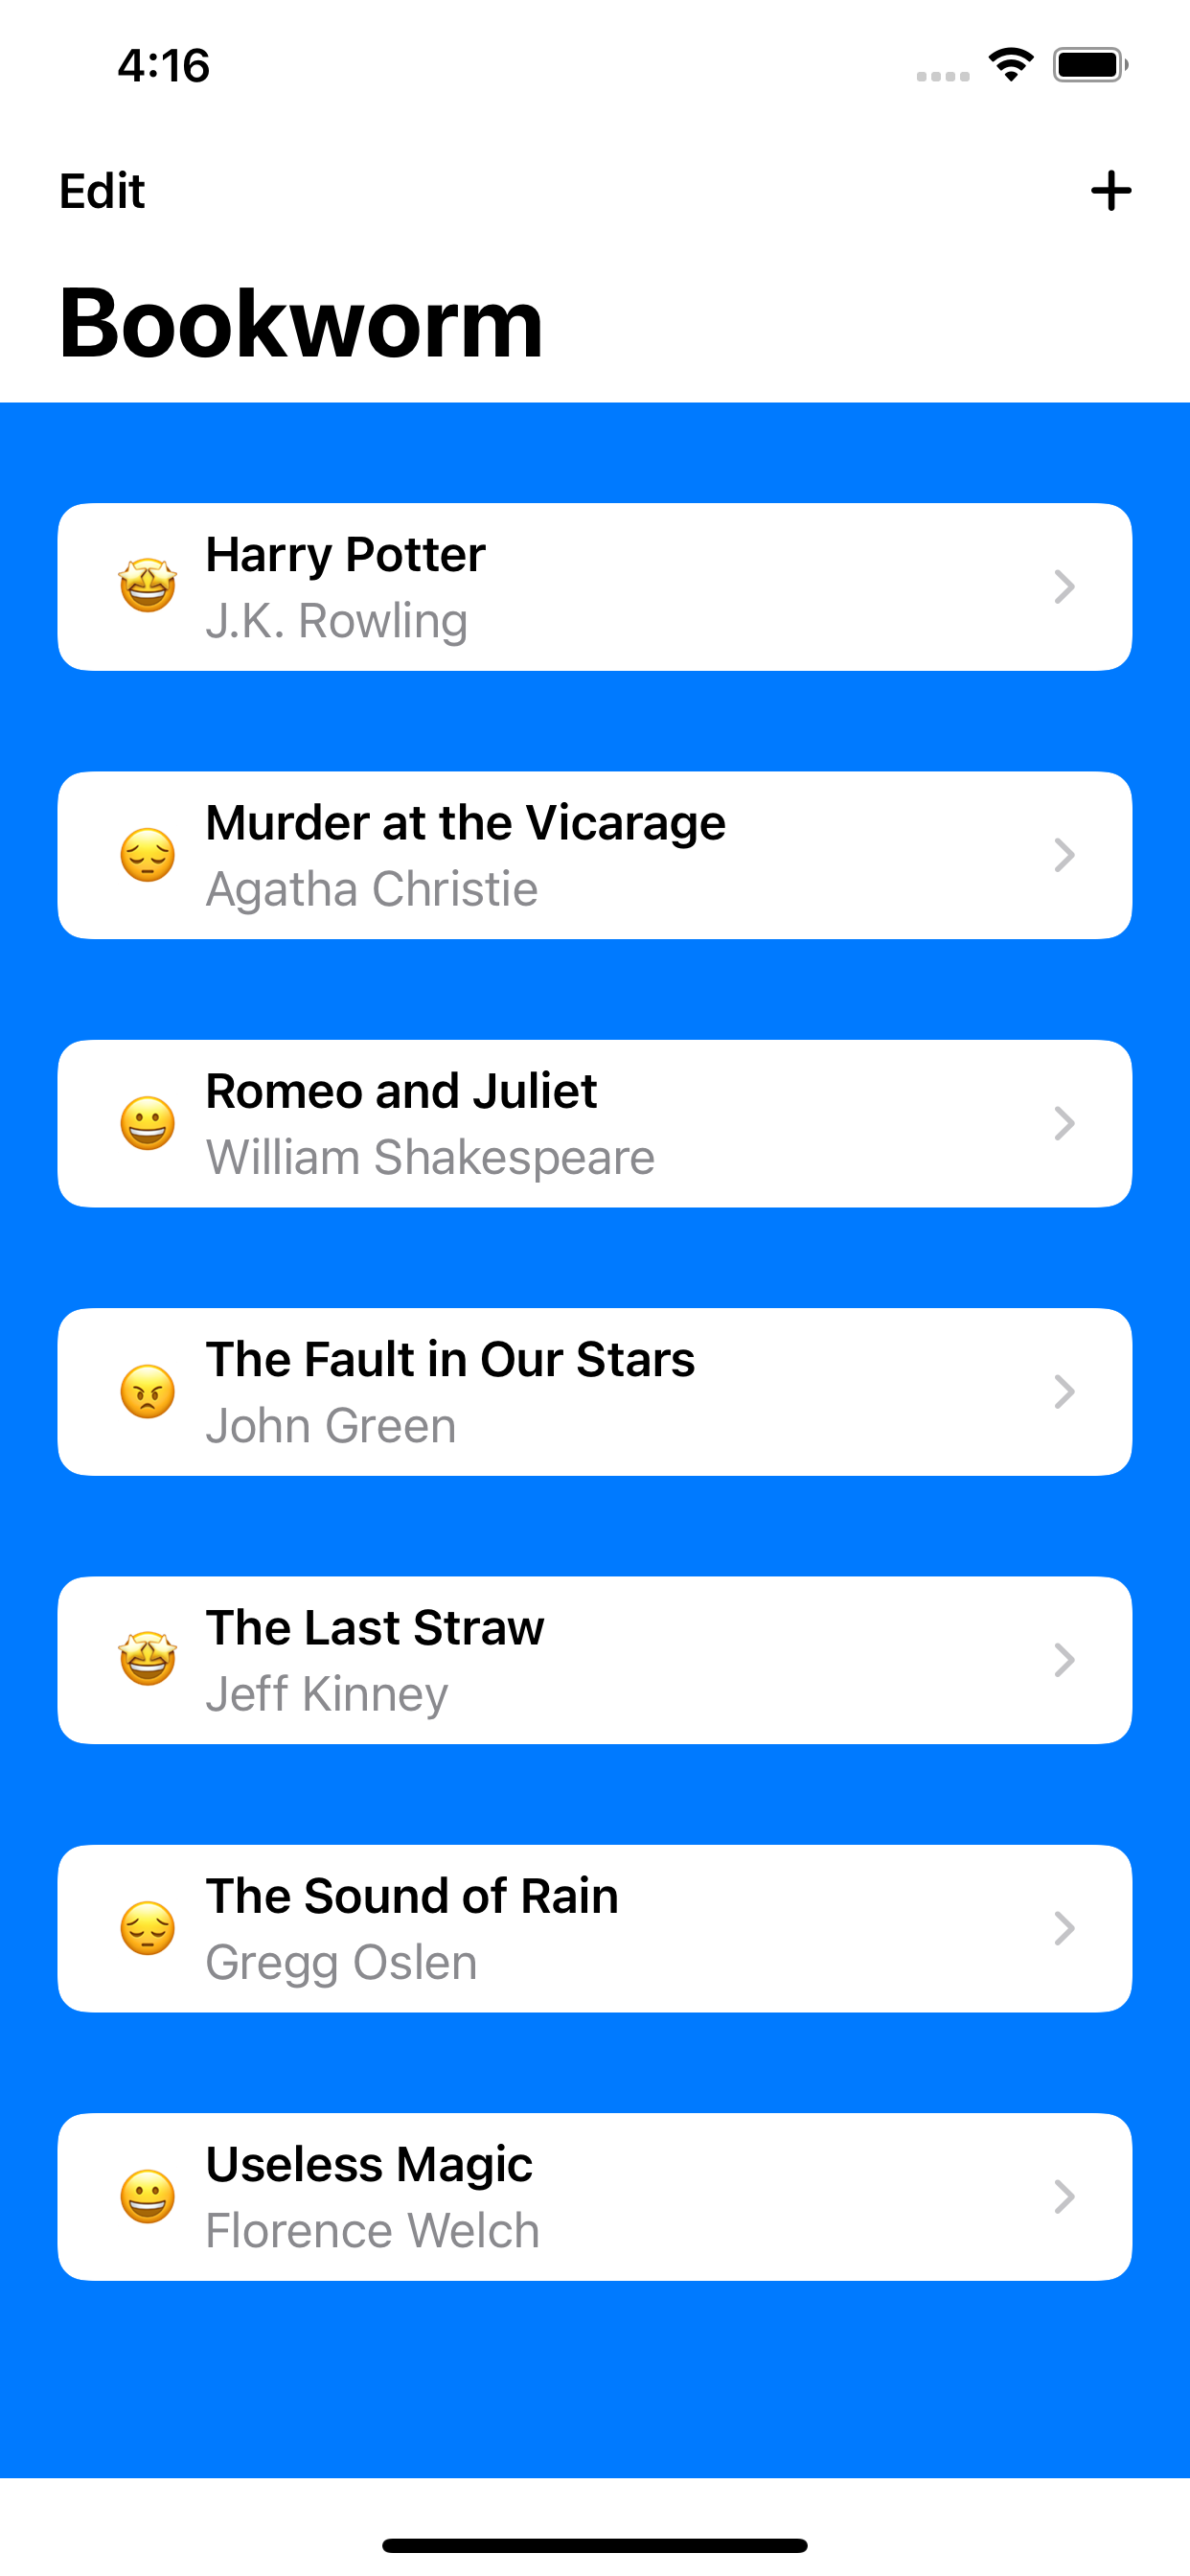 4:16
Edit
Bookworm
Harry Potter
J.K. Rowling
Murder at the Vicarage
Agatha Christie
Romeo and Juliet
William Shakespeare
The Fault in Our Stars
John Green
The Last Straw
Jeff Kinney
The Sound of Rain
Gregg Oslen
Useless Magic
Florence Welch